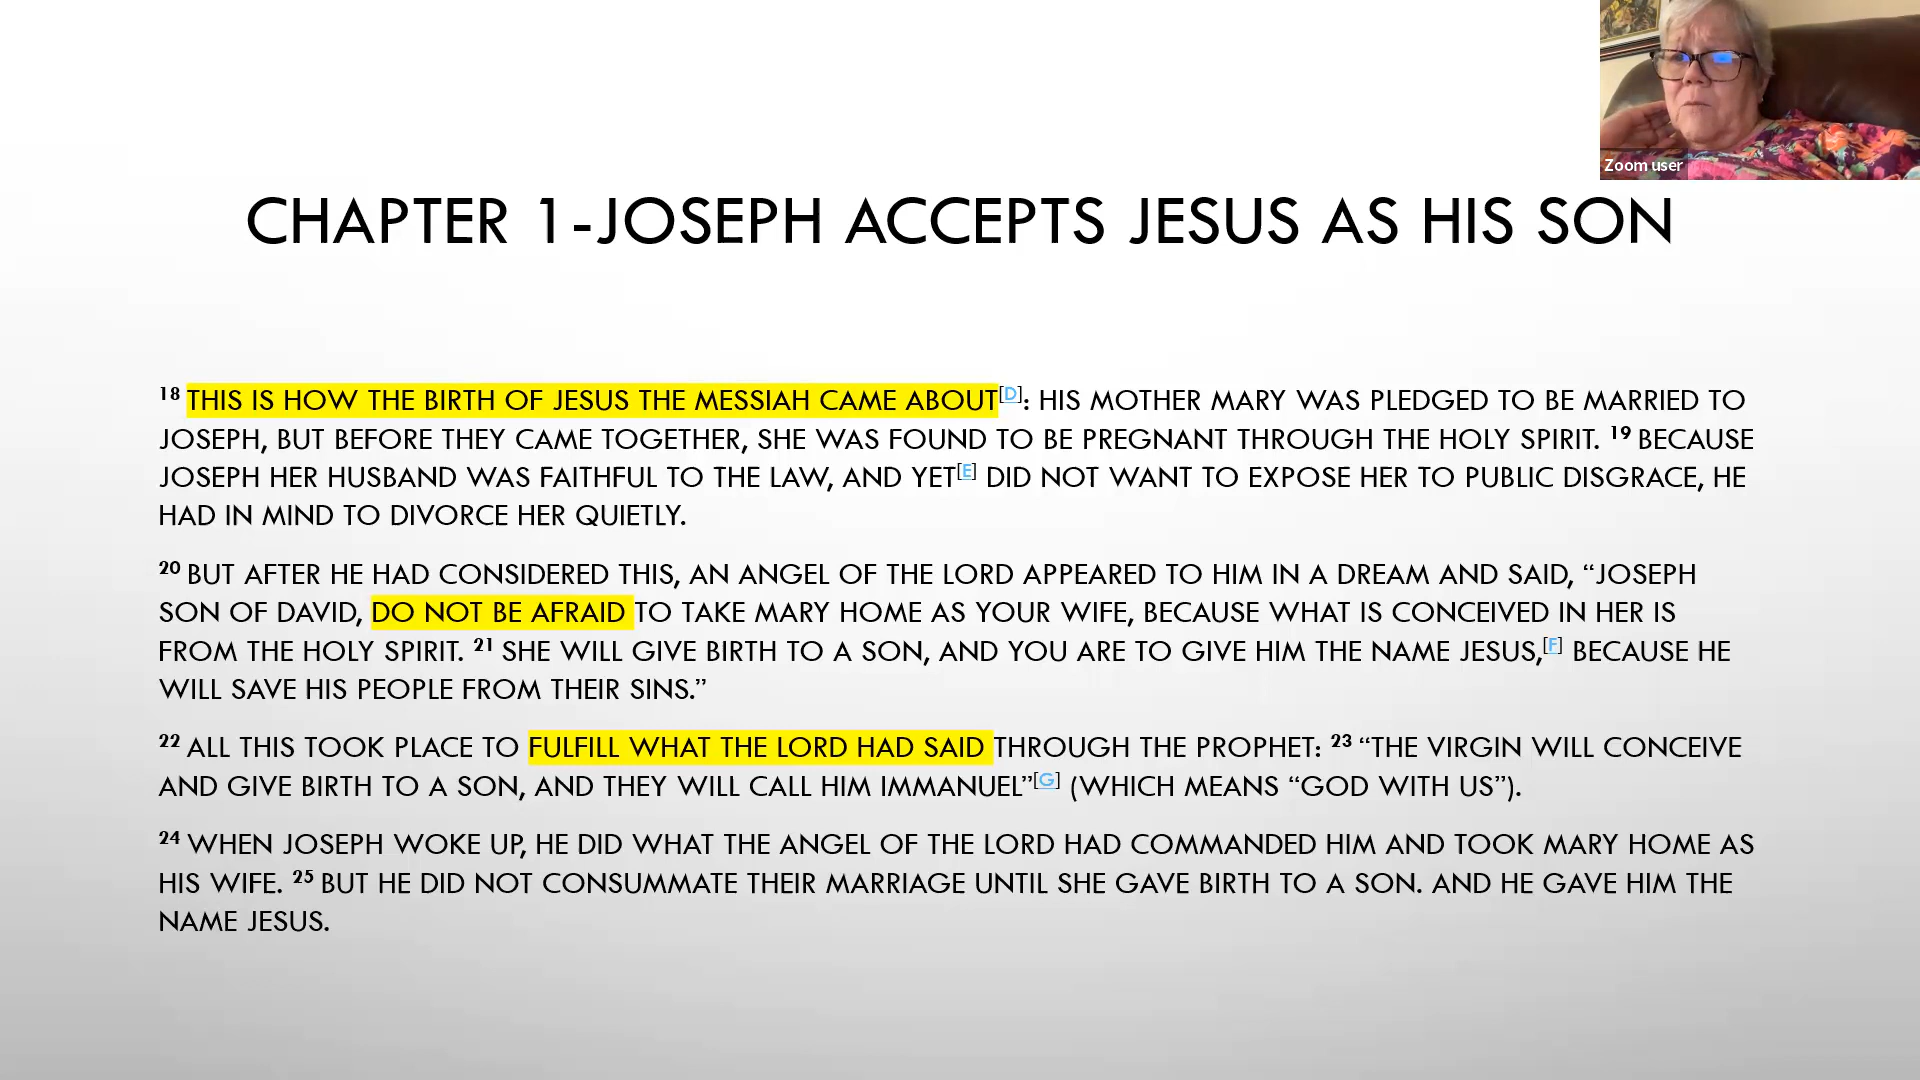 Zoom user
CHAPTER 1-JOSEPH ACCEPTS JESUS AS HIS SON
18 THIS IS HOW THE BIRTH OF JESUS THE MESSIAH CAME ABOUT[D]: HIS MOTHER MARY WAS PLEDGED TO BE MARRIED TO
JOSEPH, BUT BEFORE THEY CAME TOGETHER, SHE WAS FOUND TO BE PREGNANT THROUGH THE HOLY SPIRIT. 19 BECAUSE
JOSEPH HER HUSBAND WAS FAITHFUL TO THE LAW, AND YET[E] DID NOT WANT TO EXPOSE HER TO PUBLIC DISGRACE, HE
HAD IN MIND TO DIVORCE HER QUIETLY.
20 BUT AFTER HE HAD CONSIDERED THIS, AN ANGEL OF THE LORD APPEARED TO HIM IN A DREAM AND SAID, “JOSEPH
SON OF DAVID, DO NOT BE AFRAID TO TAKE MARY HOME AS YOUR WIFE, BECAUSE WHAT IS CONCEIVED IN HER IS
FROM THE HOLY SPIRIT. 21 SHE WILL GIVE BIRTH TO A SON, AND YOU ARE TO GIVE HIM THE NAME JESUS,[F] BECAUSE HE
WILL SAVE HIS PEOPLE FROM THEIR SINS.”
22 ALL THIS TOOK PLACE TO FULFILL WHAT THE LORD HAD SAID THROUGH THE PROPHET: 23 “THE VIRGIN WILL CONCEIVE
AND GIVE BIRTH TO A SON, AND THEY WILL CALL HIM IMMANUEL”[G] (WHICH MEANS “GOD WITH US”).
24 WHEN JOSEPH WOKE UP, HE DID WHAT THE ANGEL OF THE LORD HAD COMMANDED HIM AND TOOK MARY HOME AS
HIS WIFE. 25 BUT HE DID NOT CONSUMMATE THEIR MARRIAGE UNTIL SHE GAVE BIRTH TO A SON. AND HE GAVE HIM THE
NAME JESUS.